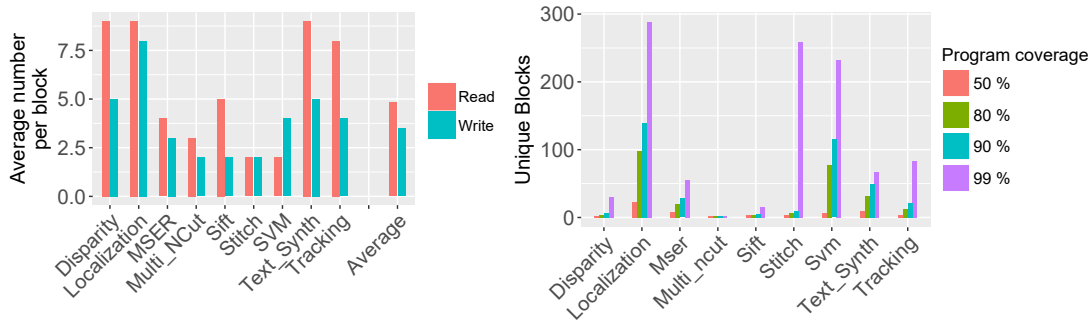 Average number
per block
7.5
5.0
2.5
0.0
Disparity
Localization
MSER
Multi_NCut
Sift
Stitch
SVM
Text_Synth
Tracking
Average
Read
Write
Unique Blocks
300
200
100
0
Disparity
Localization
Mser
Multi_ncut
Sift
Stitch
Svm
Text_Synth
Tracking
Program coverage
50 %
80 %
90 %
99 %